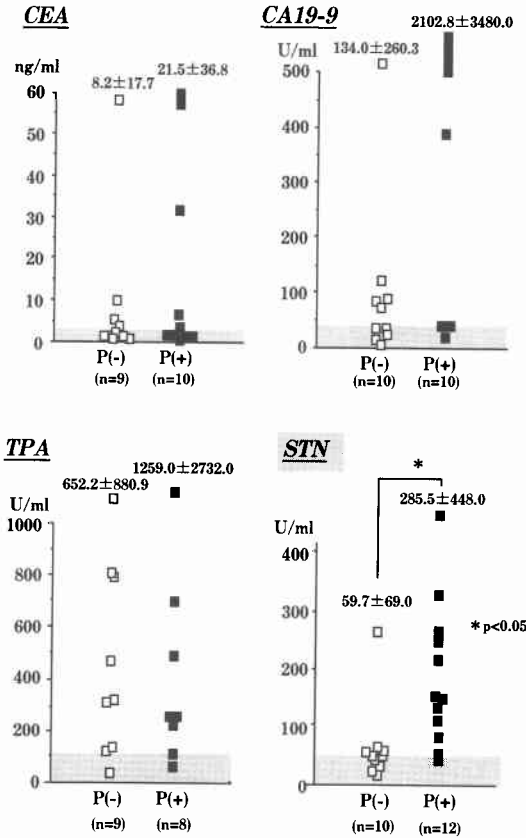 CEA
ng/ml
8.2±17.7
21.5±36.8
60
50
40
30
20
10
0
P(-)
P(+)
(n=9)
(n=10)
CA19-9
U/ml
134.0±260.3
2102.8±3480.0
500
400
300
200
100
0
P(-)
P(+)
(n=10)
(n=10)
TPA
652.2±880.9
1259.0±2732.0
U/ml
1000
800
600
400
200
0
P(-)
P(+)
(n=9)
(n=8)
STN
*
285.5±448.0
U/ml
400
59.7±69.0
300
* p<0.05
200
100
0
P(-)
P(+)
(n=10)
(n=12)